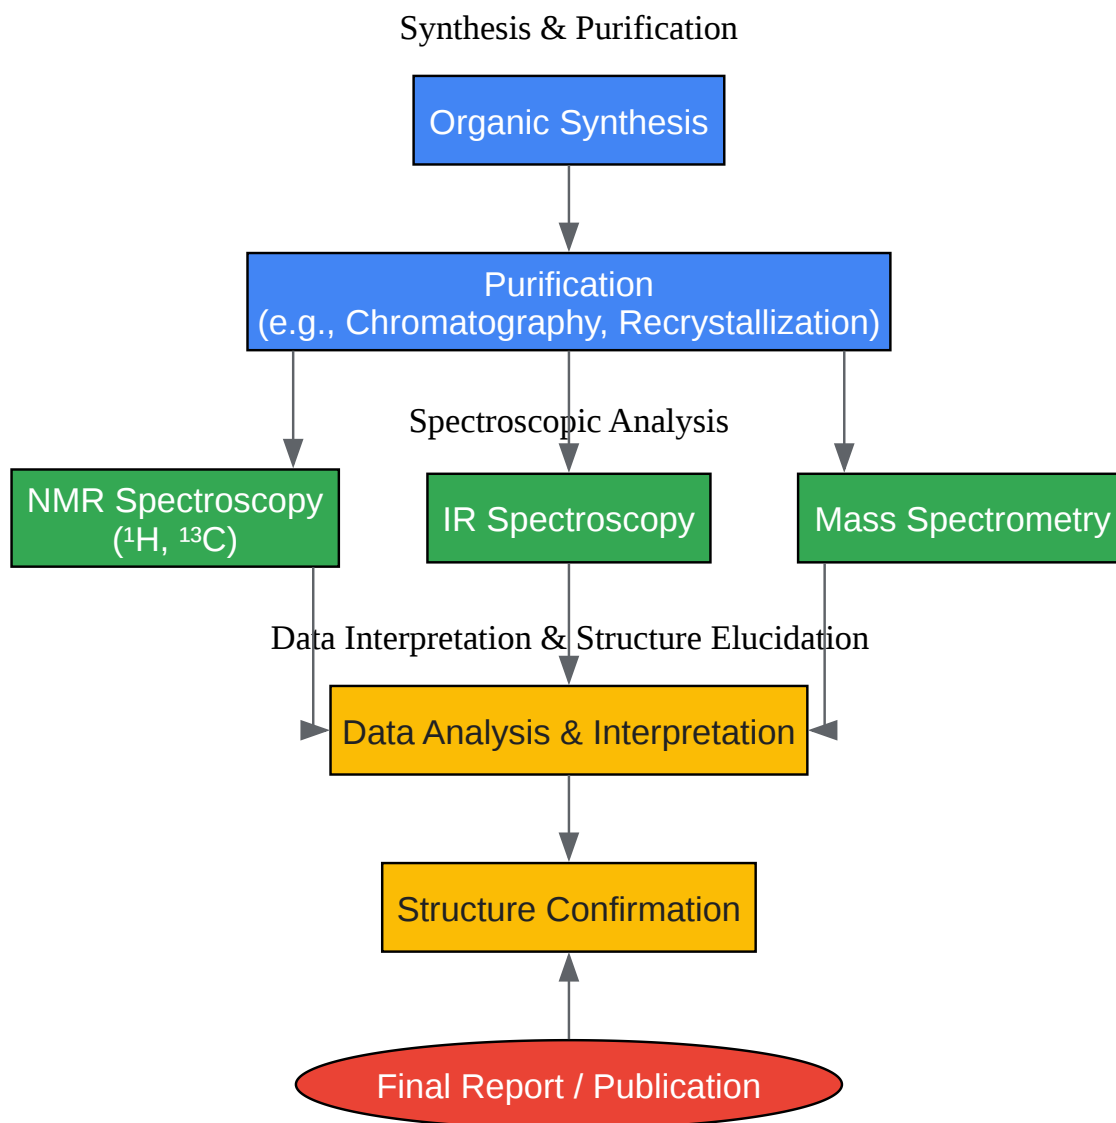 Synthesis & Purification
Organic Synthesis
Purification
(e.g., Chromatography, Recrystallization)
Spectroscopic Analysis
NMR Spectroscopy
(¹H, ¹³C)
IR Spectroscopy
Mass Spectrometry
Data Interpretation & Structure Elucidation
Data Analysis & Interpretation
Structure Confirmation
Final Report / Publication